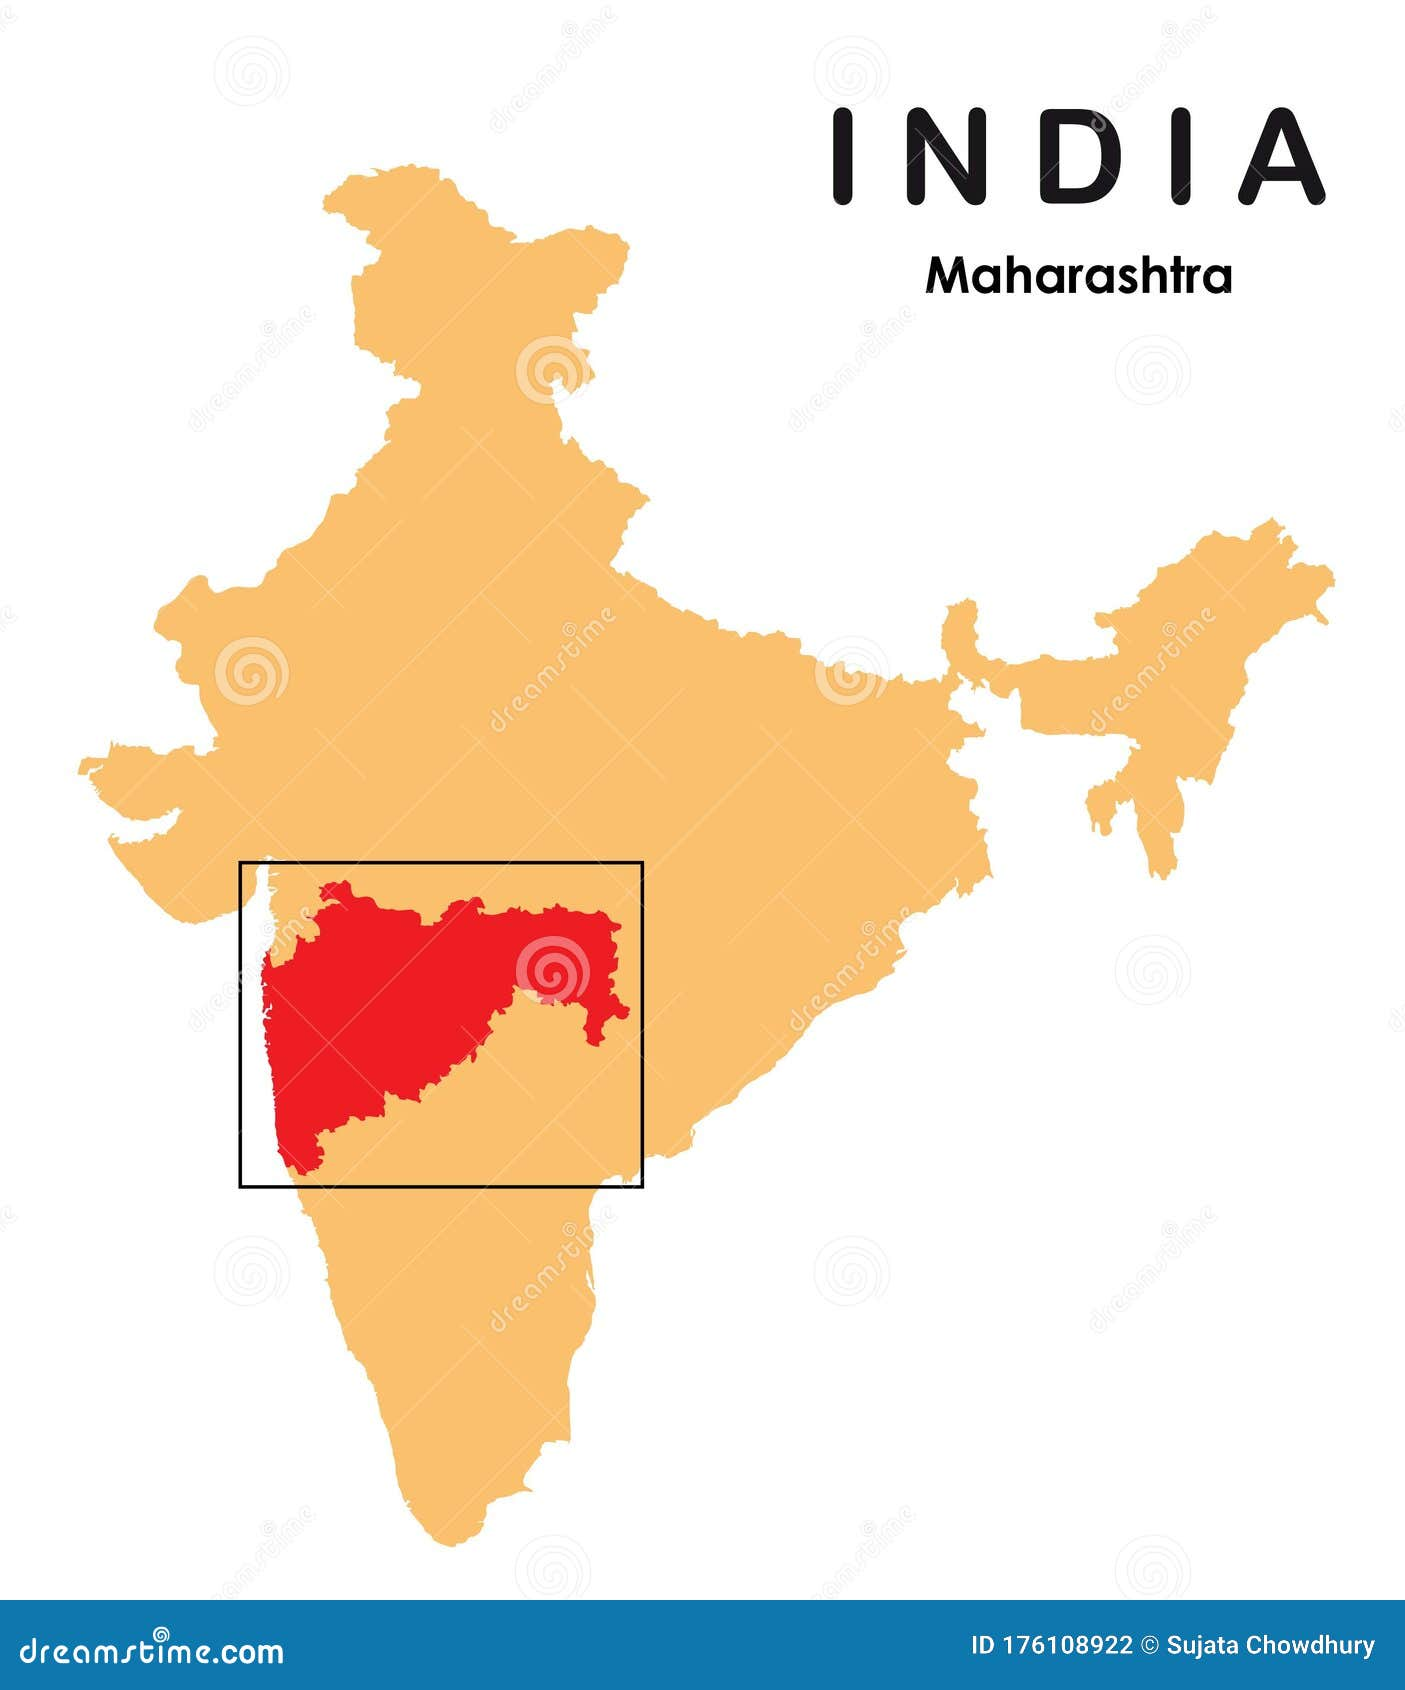 INDIA
Maharashtra
dreamstime.com
ID 176108922 © Sujata Chowdhury